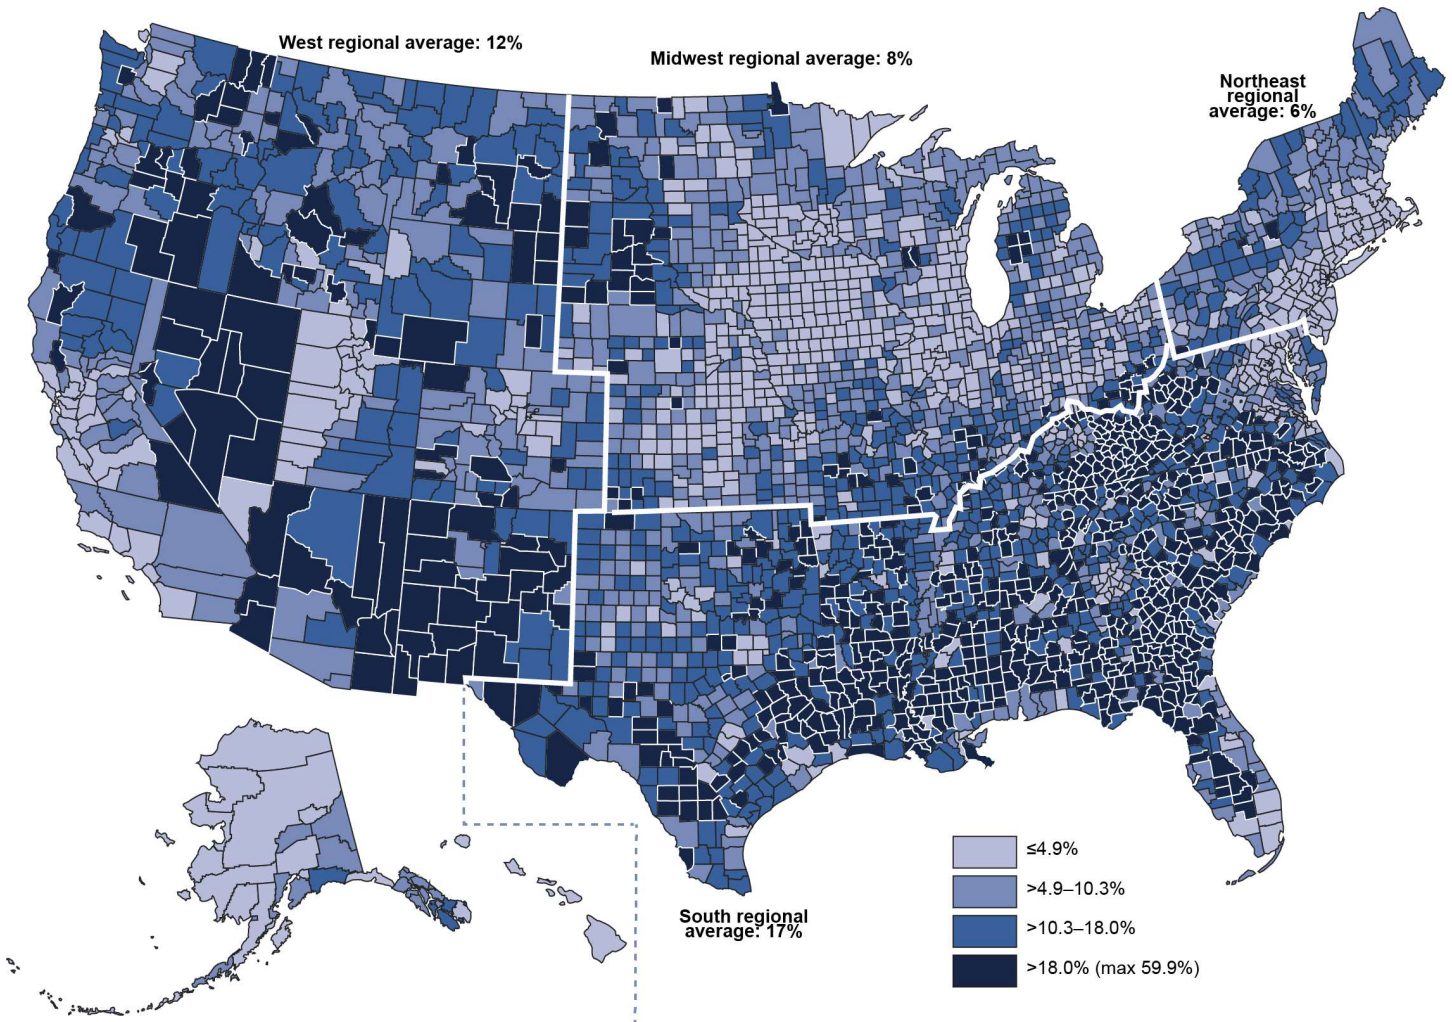 West regional average: 12%
Midwest regional average: 8%
Northeast
regional
average: 6%
South regional
average: 17%
≤4.9%
>4.9–10.3%
>10.3–18.0%
>18.0% (max 59.9%)